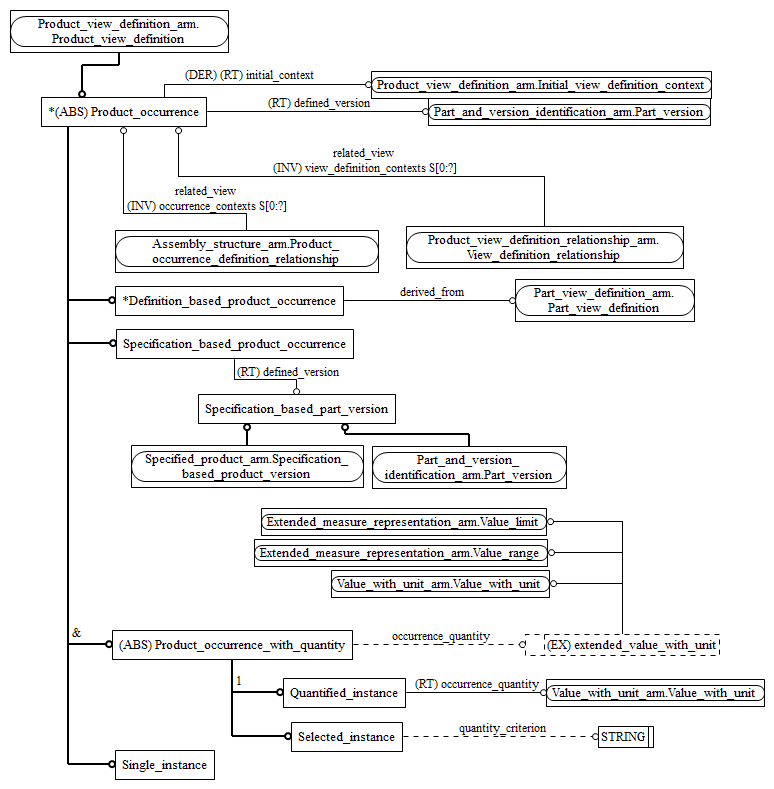 Product_view_definition_arm.
Product_view_definition
(DER) (RT) initial_context
Product_view_definition_arm.Initial_view_definition_context
*(ABS) Product_occurrence
(RT) defined_version
Part_and_version_identification_arm.Part_version
related_view
(INV) view_definition_contexts S[0:?]
related_view
(INV) occurrence_contexts S[0:?]
Assembly_structure_arm.Product_
occurrence_definition_relationship
Product_view_definition_relationship_arm.
View_definition_relationship
*Definition_based_product_occurrence
derived_from
Part_view_definition_arm.
Part_view_definition
Specification_based_product_occurrence
(RT) defined_version
Specification_based_part_version
Specified_product_arm.Specification_
based_product_version
Part_and_version_
identification_arm.Part_version
Extended_measure_representation_arm.Value_limit
Extended_measure_representation_arm.Value_range
Value_with_unit_arm.Value_with_unit
&
(ABS) Product_occurrence_with_quantity
occurrence_quantity
(EX) extended_value_with_unit
1
Quantified_instance
(RT) occurrence_quantity
Value_with_unit_arm.Value_with_unit
Selected_instance
quantity_criterion
STRING
Single_instance